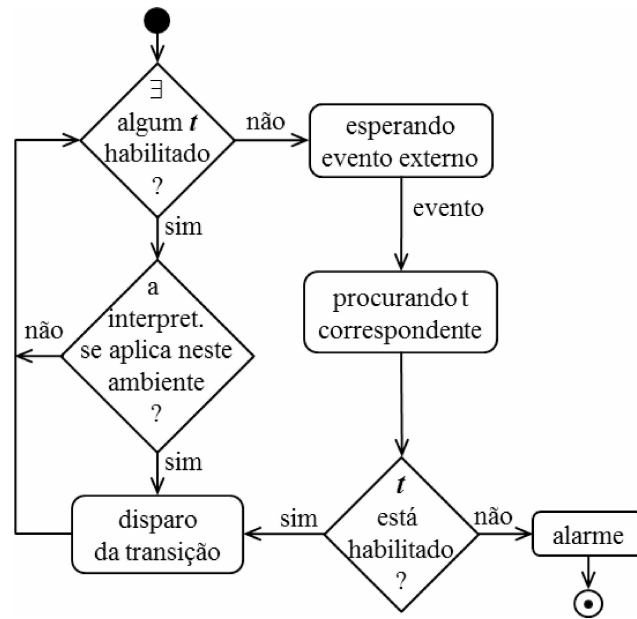 ∃
algum t
habilitado
?
não
esperando
evento externo
sim
evento
a
interpret.
se aplica neste
ambiente
?
não
procurando t
correspondente
sim
disparo
da transição
sim
t
está
habilitado
?
não
alarme